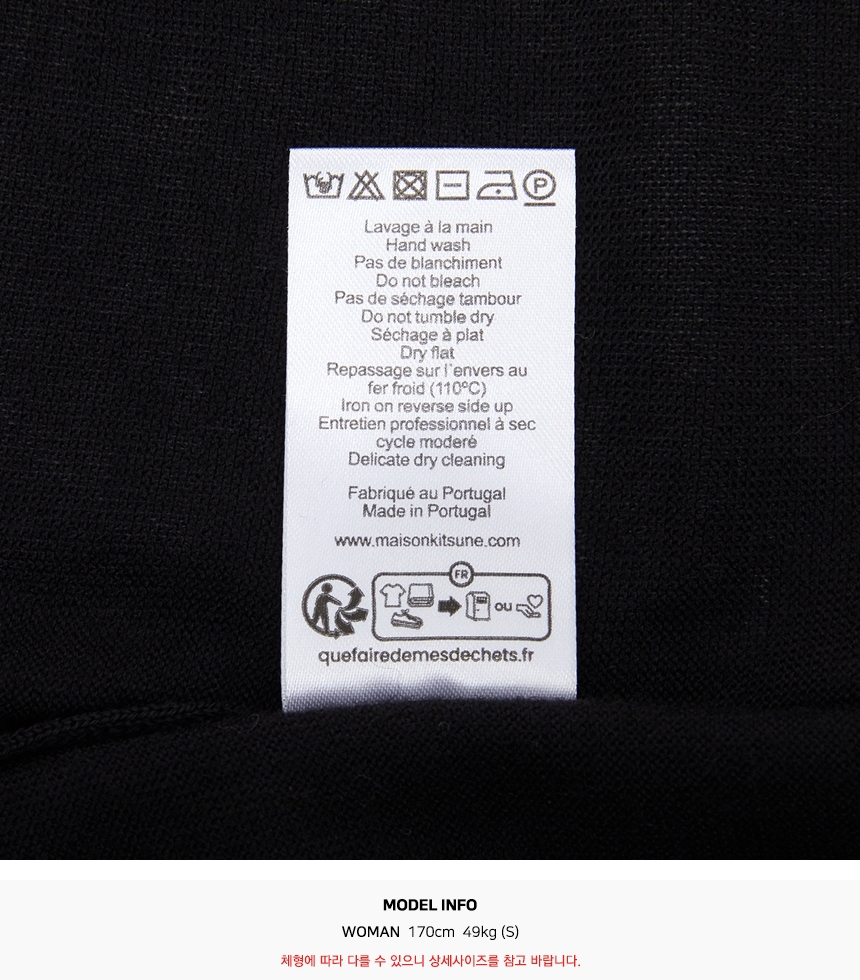 P
Lavage à la main
Hand wash
Pas de blanchiment
Do not bleach
Pas de séchage tambour
Do not tumble dry
Séchage à plat
Dry flat
Repassage sur l'envers au
fer froid (110°C)
Iron on reverse side up
Entretien professionnel à sec
cycle moderé
Delicate dry cleaning
Fabriqué au Portugal
Made in Portugal
www.maisonkitsune.com
FR
ou
quefairedemesdechets.fr
MODEL INFO
WOMAN 170cm 49kg (S)
체형에 따라 다를 수 있으니 상세사이즈를 참고 바랍니다.